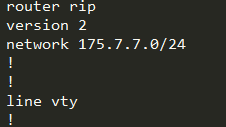 router rip
version 2
network 175.7.7.0/24
!
!
line vty
!